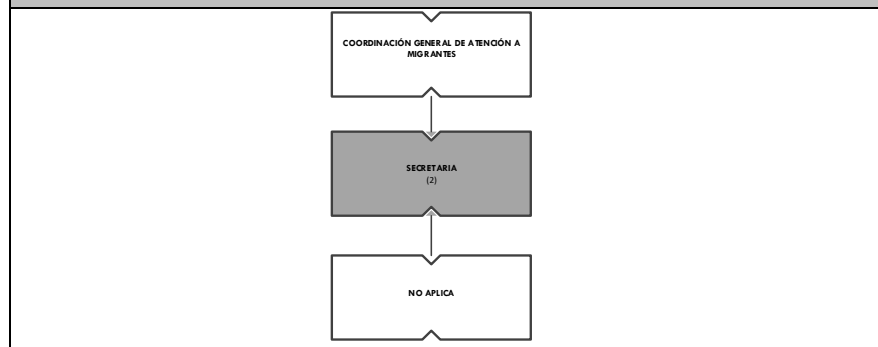 COORDINACIÓN GENERAL DE ATENCIÓN A
MIGRANTES
SECRETARIA
(2)
NO APLICA